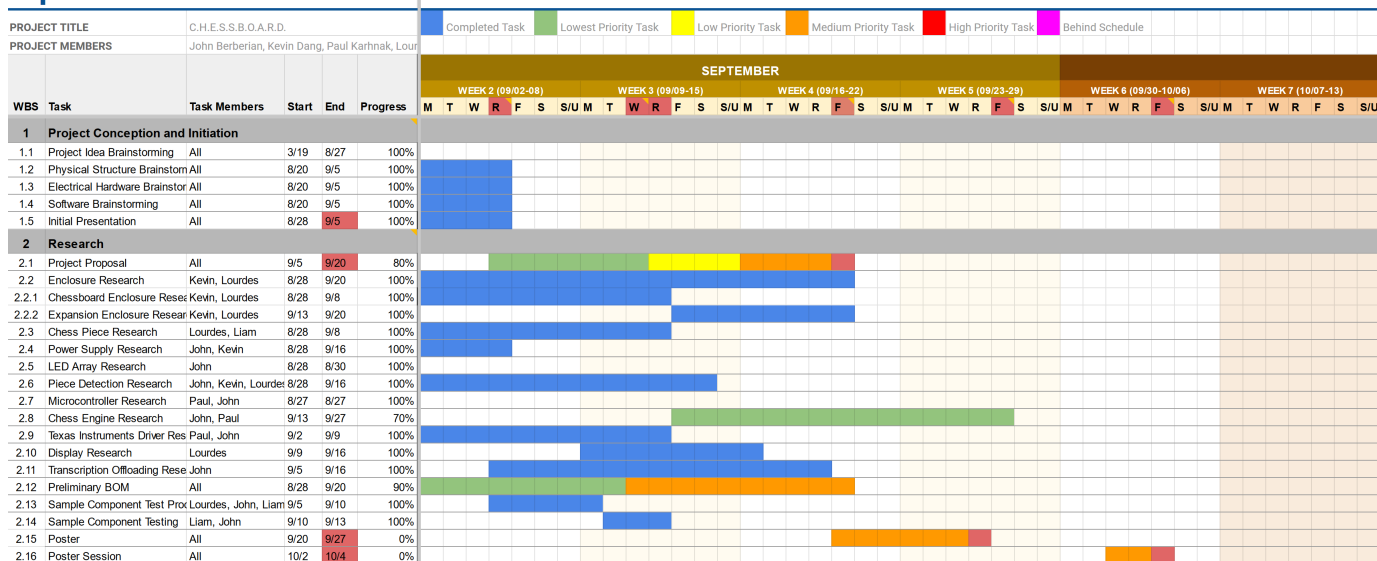 PROJECT TITLE C.H.E.S.S.B.O.A.R.D. Completed Task Lowest Priority Task Low Priority Task Medium Priority Task High Priority Task Behind Schedule
PROJECT MEMBERS John Berberian, Kevin Dang, Paul Karhnak, Lour
SEPTEMBER
WEEK 2 (09/02-08) WEEK 3 (09/09-15) WEEK 4 (09/16-22) WEEK 5 (09/23-29) WEEK 6 (09/30-10/06) WEEK 7 (10/07-13)
WBS Task Task Members Start End Progress M T W R F S S/U M T W R F S S/U M T W R F S S/U M T W R F S S/U M T W R F S S/U M T W R F S S/U
1 Project Conception and Initiation
1.1 Project Idea Brainstorming All 3/19 8/27 100%
1.2 Physical Structure Brainstorm All 8/20 9/5 100%
1.3 Electrical Hardware Brainstor All 8/20 9/5 100%
1.4 Software Brainstorming All 8/20 9/5 100%
1.5 Initial Presentation All 8/28 9/5 100%
2 Research
2.1 Project Proposal All 9/5 9/20 80%
2.2 Enclosure Research Kevin, Lourdes 8/28 9/20 100%
2.2.1 Chessboard Enclosure Resea Kevin, Lourdes 8/28 9/8 100%
2.2.2 Expansion Enclosure Resear Kevin, Lourdes 9/13 9/20 100%
2.3 Chess Piece Research Lourdes, Liam 8/28 9/8 100%
2.4 Power Supply Research John, Kevin 8/28 9/16 100%
2.5 LED Array Research John 8/28 8/30 100%
2.6 Piece Detection Research John, Kevin, Lourdes 8/28 9/16 100%
2.7 Microcontroller Research Paul, John 8/27 8/27 100%
2.8 Chess Engine Research John, Paul 9/13 9/27 70%
2.9 Texas Instruments Driver Res Paul, John 9/2 9/9 100%
2.10 Display Research Lourdes 9/9 9/16 100%
2.11 Transcription Offloading Rese John 9/5 9/16 100%
2.12 Preliminary BOM All 8/28 9/20 90%
2.13 Sample Component Test Pro Lourdes, John, Liam 9/5 9/10 100%
2.14 Sample Component Testing Liam, John 9/10 9/13 100%
2.15 Poster All 9/20 9/27 0%
2.16 Poster Session All 10/2 10/4 0%